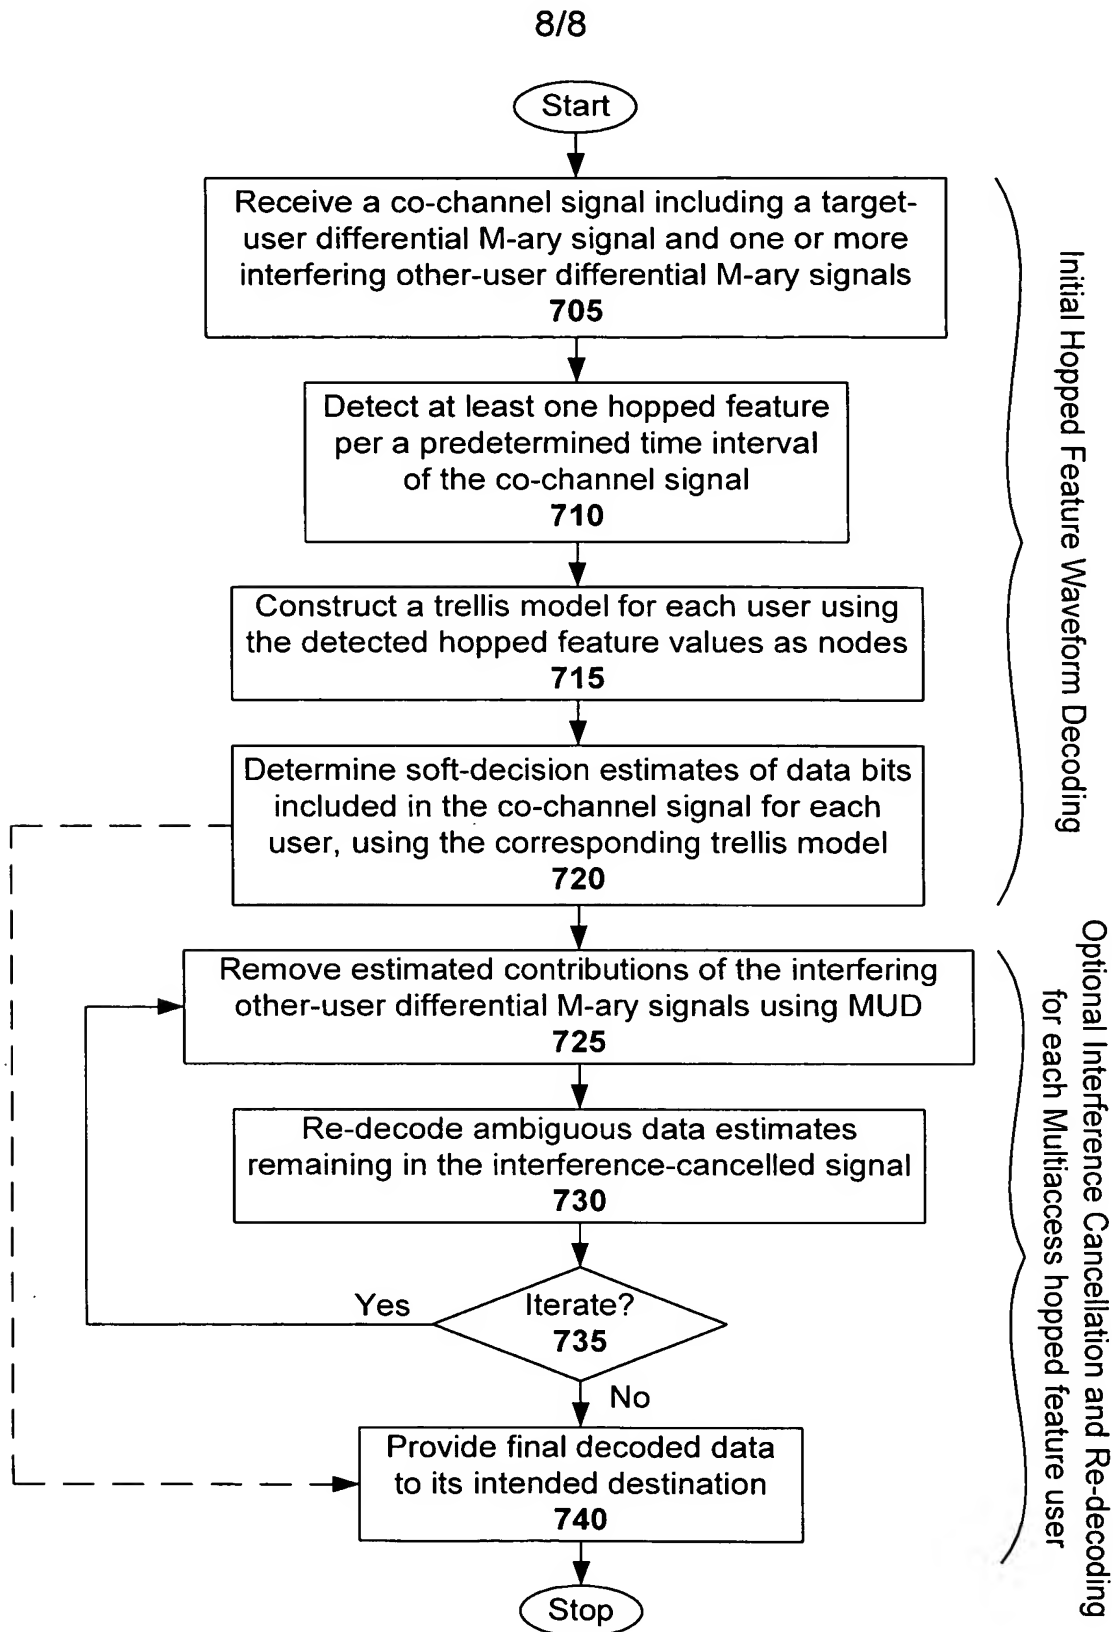 8/8
Start
Receive a co-channel signal including a target-
user differential M-ary signal and one or more
interfering other-user differential M-ary signals
705
Detect at least one hopped feature
per a predetermined time interval
of the co-channel signal
710
Construct a trellis model for each user using
the detected hopped feature values as nodes
715
Determine soft-decision estimates of data bits
included in the co-channel signal for each
user, using the corresponding trellis model
720
Initial Hopped Feature Waveform Decoding
Remove estimated contributions of the interfering
other-user differential M-ary signals using MUD
725
Re-decode ambiguous data estimates
remaining in the interference-cancelled signal
730
Iterate?
735
Yes
No
Provide final decoded data
to its intended destination
740
Optional Interference Cancellation and Re-decoding
for each Multiaccess hopped feature user
Stop